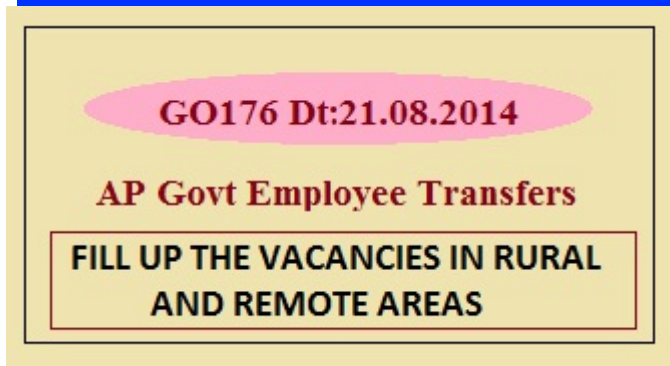 GO176 Dt:21.08.2014
AP Govt Employee Transfers
FILL UP THE VACANCIES IN RURAL
AND REMOTE AREAS